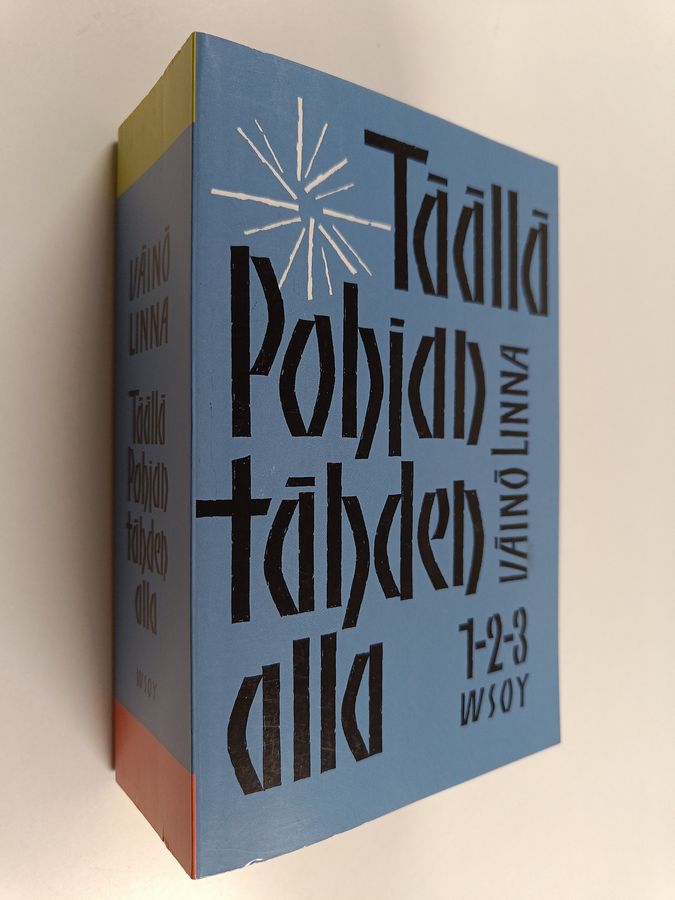 Täällä
Pohjan
tähden
alla
VÄINÖ LINNA
1-2-3
WSOY
VÄINÖ
LINNA
Täällä
Pohjan
tähden
alla
WSOY